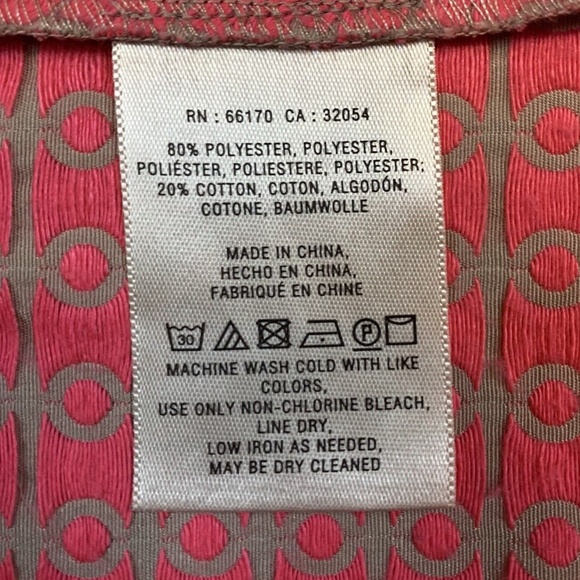 RN : 66170 CA : 32054
80% POLYESTER, POLYESTER,
POLIÉSTER, POLIESTERE, POLYESTER;
20% COTTON, COTON, ALGODÓN,
COTONE, BAUMWOLLE
MADE IN CHINA,
HECHO EN CHINA,
FABRIQUÉ EN CHINE
30 P
MACHINE WASH COLD WITH LIKE
COLORS,
USE ONLY NON-CHLORINE BLEACH,
LINE DRY,
LOW IRON AS NEEDED,
MAY BE DRY CLEANED